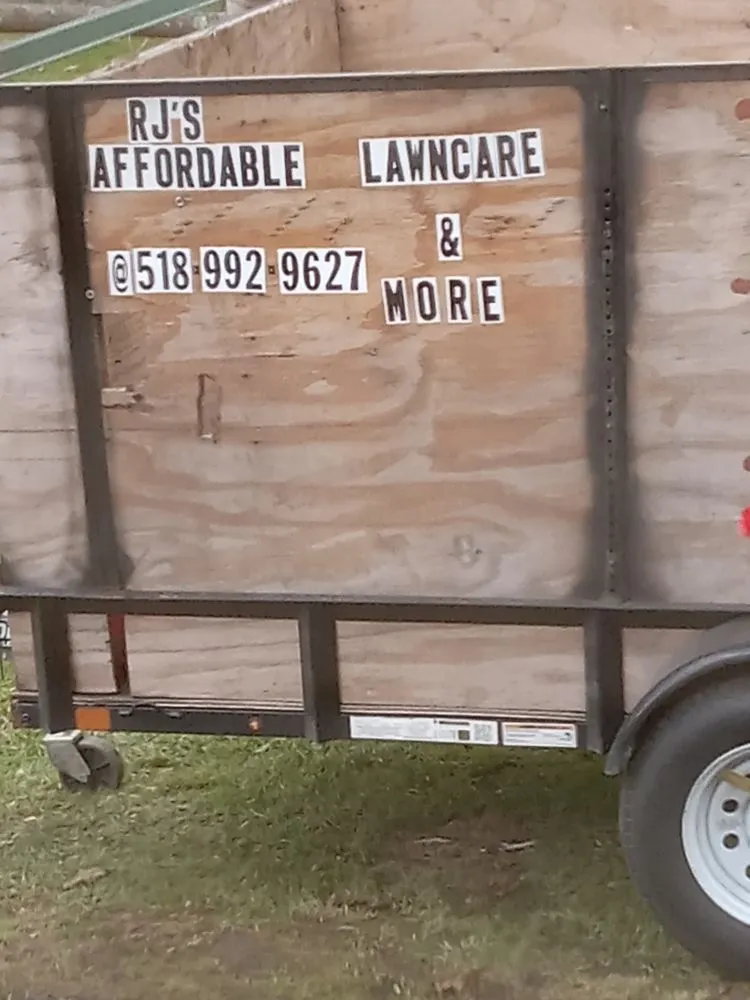 RJ'S
AFFORDABLE LAWNCARE
&
@518-992-9627
MORE